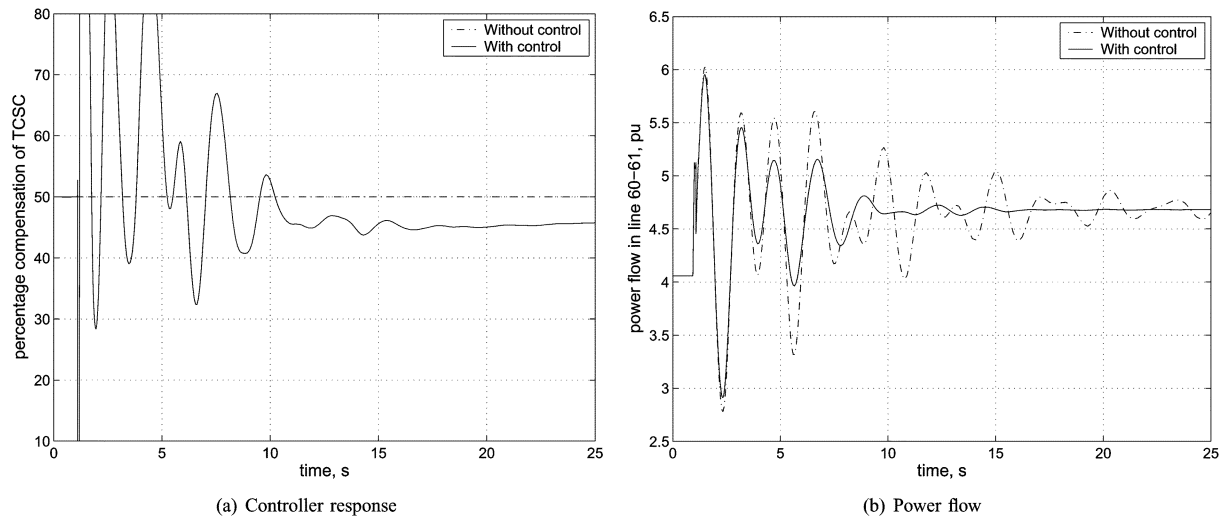 80
70
60
50
40
30
20
10
0
5
10
15
20
25
percentage compensation of TCSC
time, s
Without control
With control
(a) Controller response
6.5
6
5.5
5
4.5
4
3.5
3
2.5
0
5
10
15
20
25
power flow in line 60−61, pu
time, s
Without control
With control
(b) Power flow